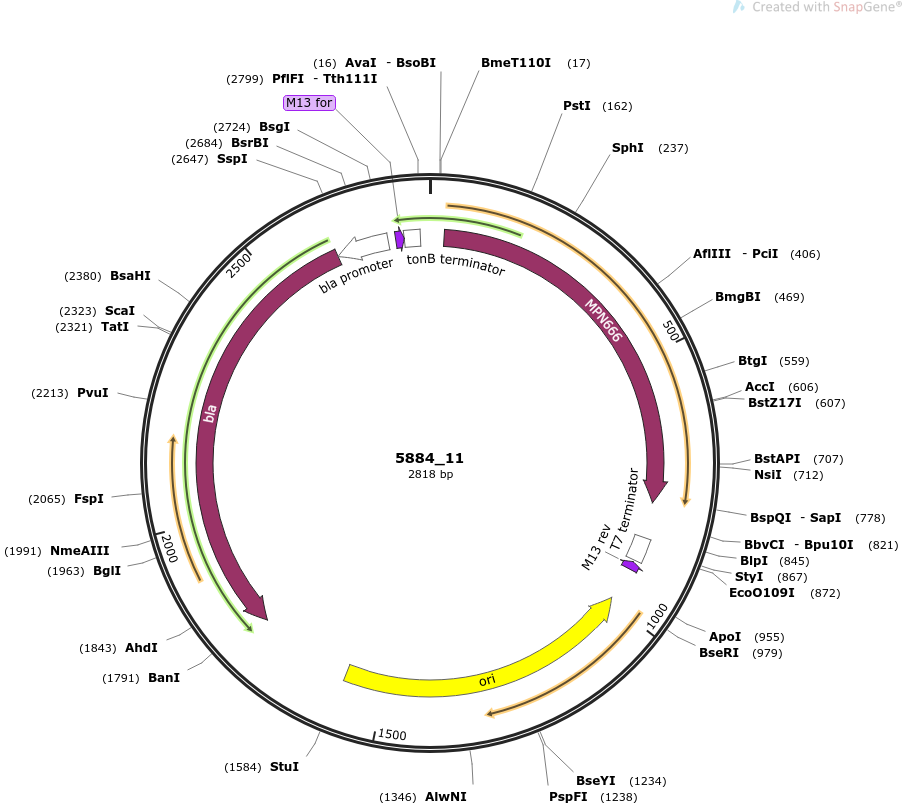 Created with SnapGene®
(16) AvaI - BsoBI
BmeT110I (17)
(2799) PflFI - Tth111I
M13 for
PstI (162)
(2724) BsgI
(2684) BsrBI
SphI (237)
(2647) SspI
bla promoter
tonB terminator
AflIII - PciI (406)
2500
(2380) BsaHI
BmgBI (469)
(2323) ScaI
MPN666
500
(2321) TatI
BtgI (559)
(2213) PvuI
AccI (606)
BstZ17I (607)
bla
5884_11
2818 bp
BstAPI (707)
NsiI (712)
(2065) FspI
T7 terminator
BspQI - SapI (778)
2000
M13 rev
BbvCI - Bpu10I (821)
(1991) NmeAIII
BlpI (845)
(1963) BglI
StyI (867)
EcoO109I (872)
1000
ApoI (955)
(1843) AhdI
BseRI (979)
(1791) BanI
ori
1500
(1584) StuI
BseYI (1234)
(1346) AlwNI
PspFI (1238)